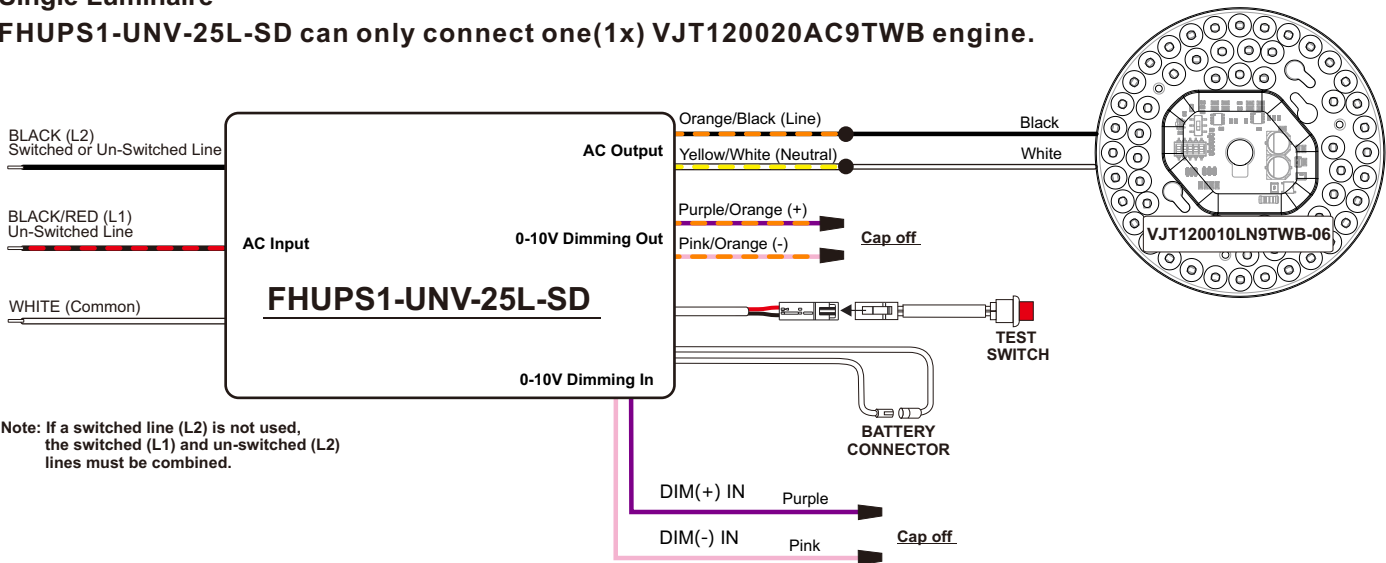 Single Luminaire
FHUPS1-UNV-25L-SD can only connect one(1x) VJT120020AC9TWB engine.
BLACK (L2)
Switched or Un-Switched Line
BLACK/RED (L1)
Un-Switched Line
WHITE (Common)
AC Input
AC Output
0-10V Dimming Out
FHUPS1-UNV-25L-SD
0-10V Dimming In
Orange/Black (Line)
Yellow/White (Neutral)
Purple/Orange (+)
Pink/Orange (-)
Cap off
Black
White
VJT120010LN9TWB-06
TEST
SWITCH
BATTERY
CONNECTOR
Note: If a switched line (L2) is not used,
the switched (L1) and un-switched (L2)
lines must be combined.
DIM(+) IN
Purple
DIM(-) IN
Pink
Cap off